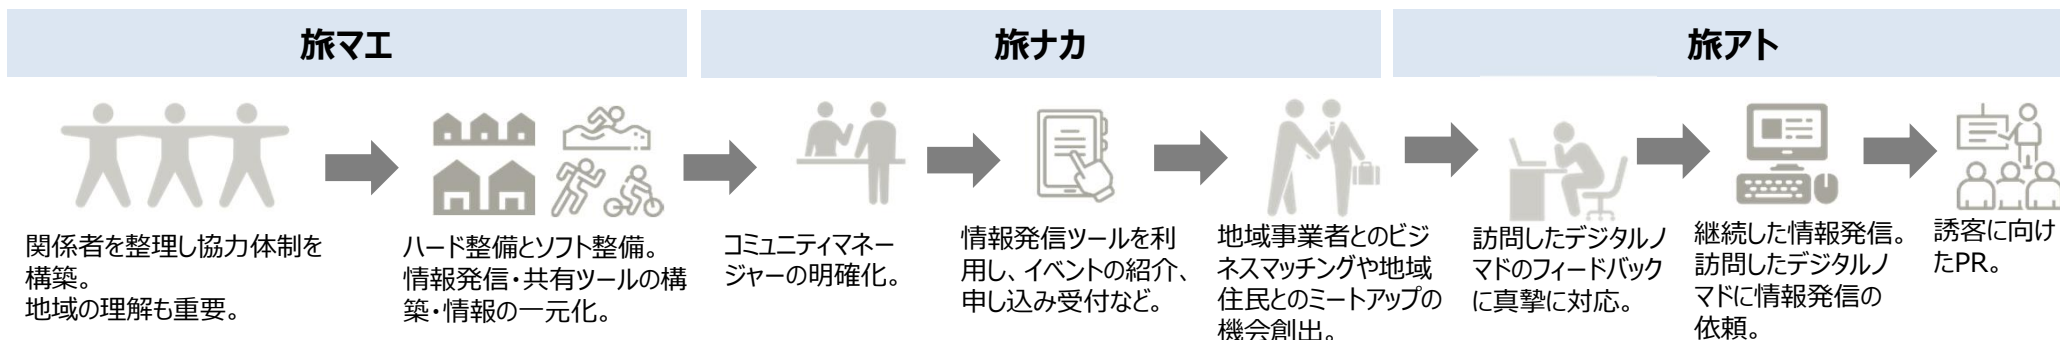 旅マエ
旅ナカ
旅アト
関係者を整理し協力体制を
構築。
地域の理解も重要。
ハード整備とソフト整備。
情報発信・共有ツールの構
築・情報の一元化。
コミュニティマネー
ジャーの明確化。
情報発信ツールを利
用し、イベントの紹介、
申し込み受付など。
地域事業者とのビジ
ネスマッチングや地域
住民とのミートアップの
機会創出。
訪問したデジタルノ
マドのフィードバック
に真摯に対応。
継続した情報発信。
訪問したデジタルノ
マドに情報発信の
依頼。
誘客に向け
たPR。